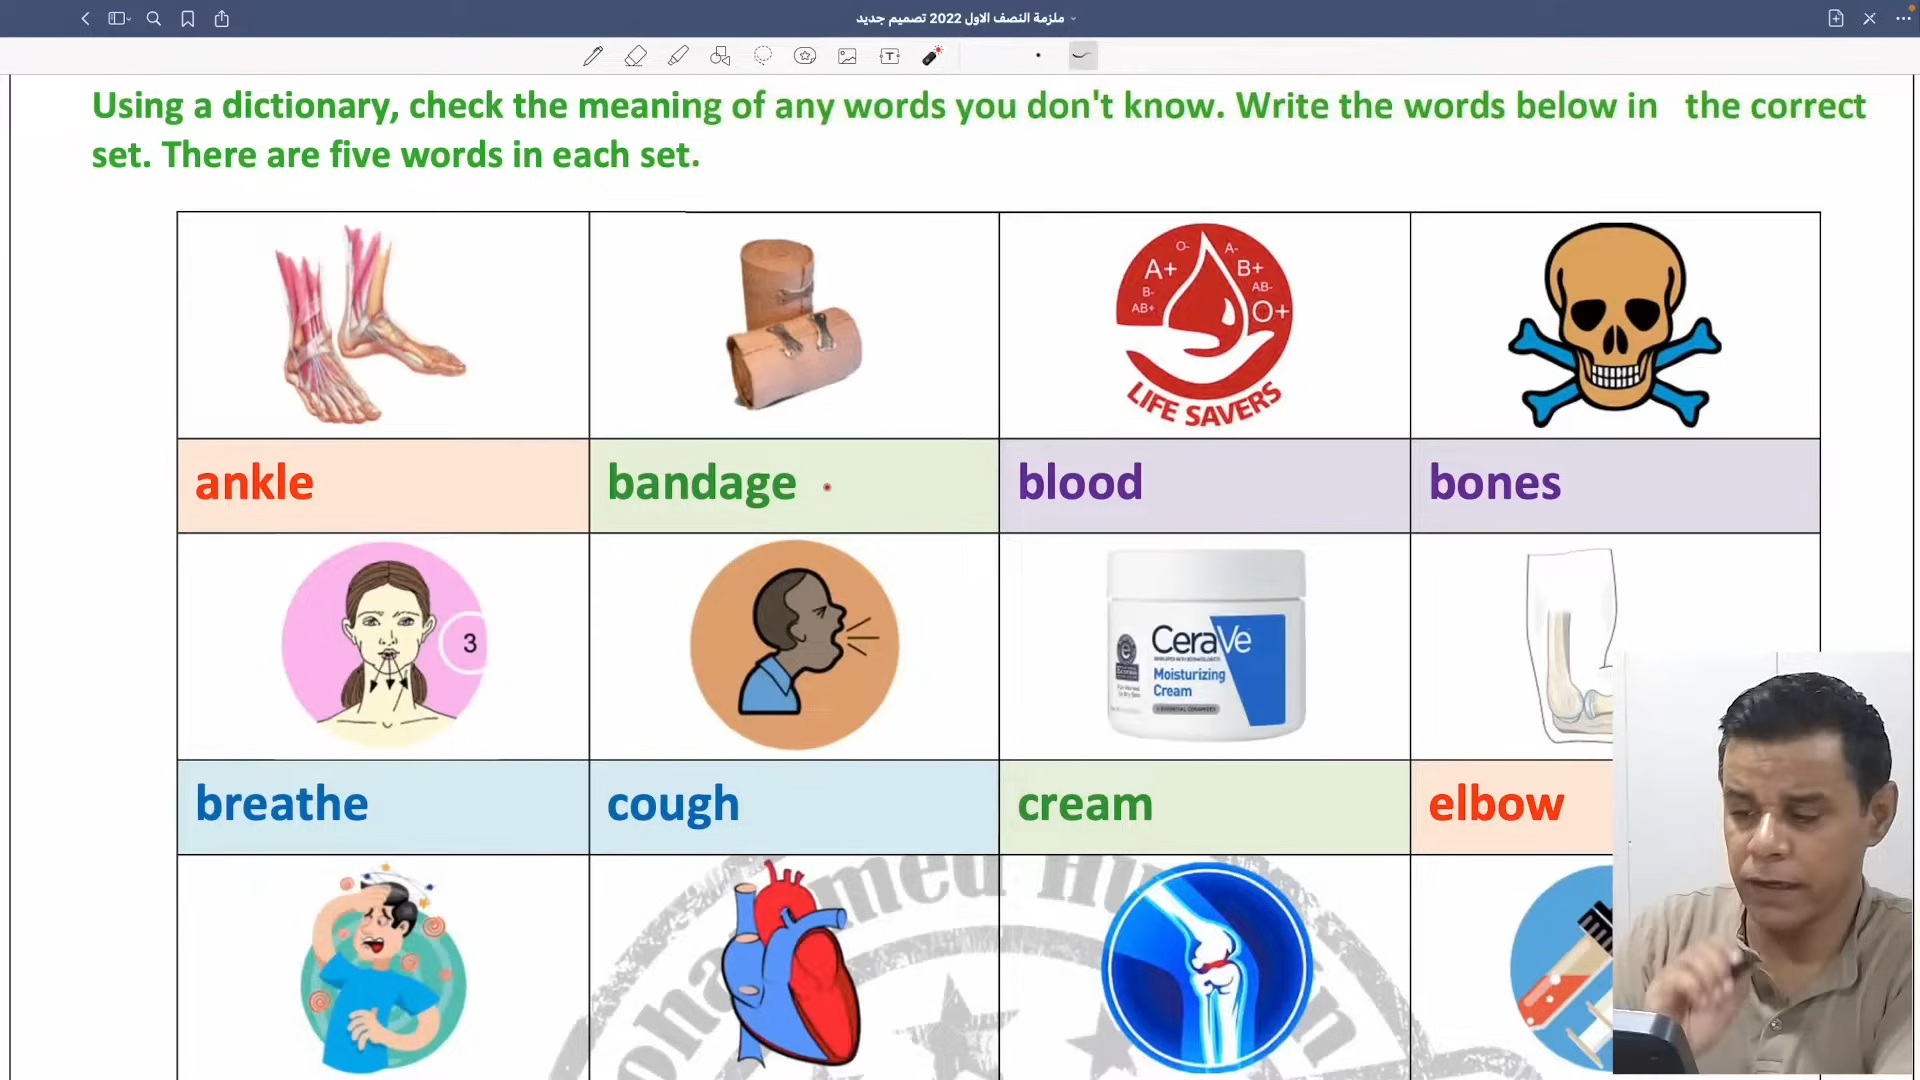 ملزمة النصف الاول 2022 تصميم جديد
Using a dictionary, check the meaning of any words you don't know. Write the words below in the correct
set. There are five words in each set.
O- A-
A+ B+
B- AB-
AB+ O+
LIFE SAVERS
ankle bandage blood bones
3
CeraVe
Moisturizing
Cream
breathe cough cream elbow